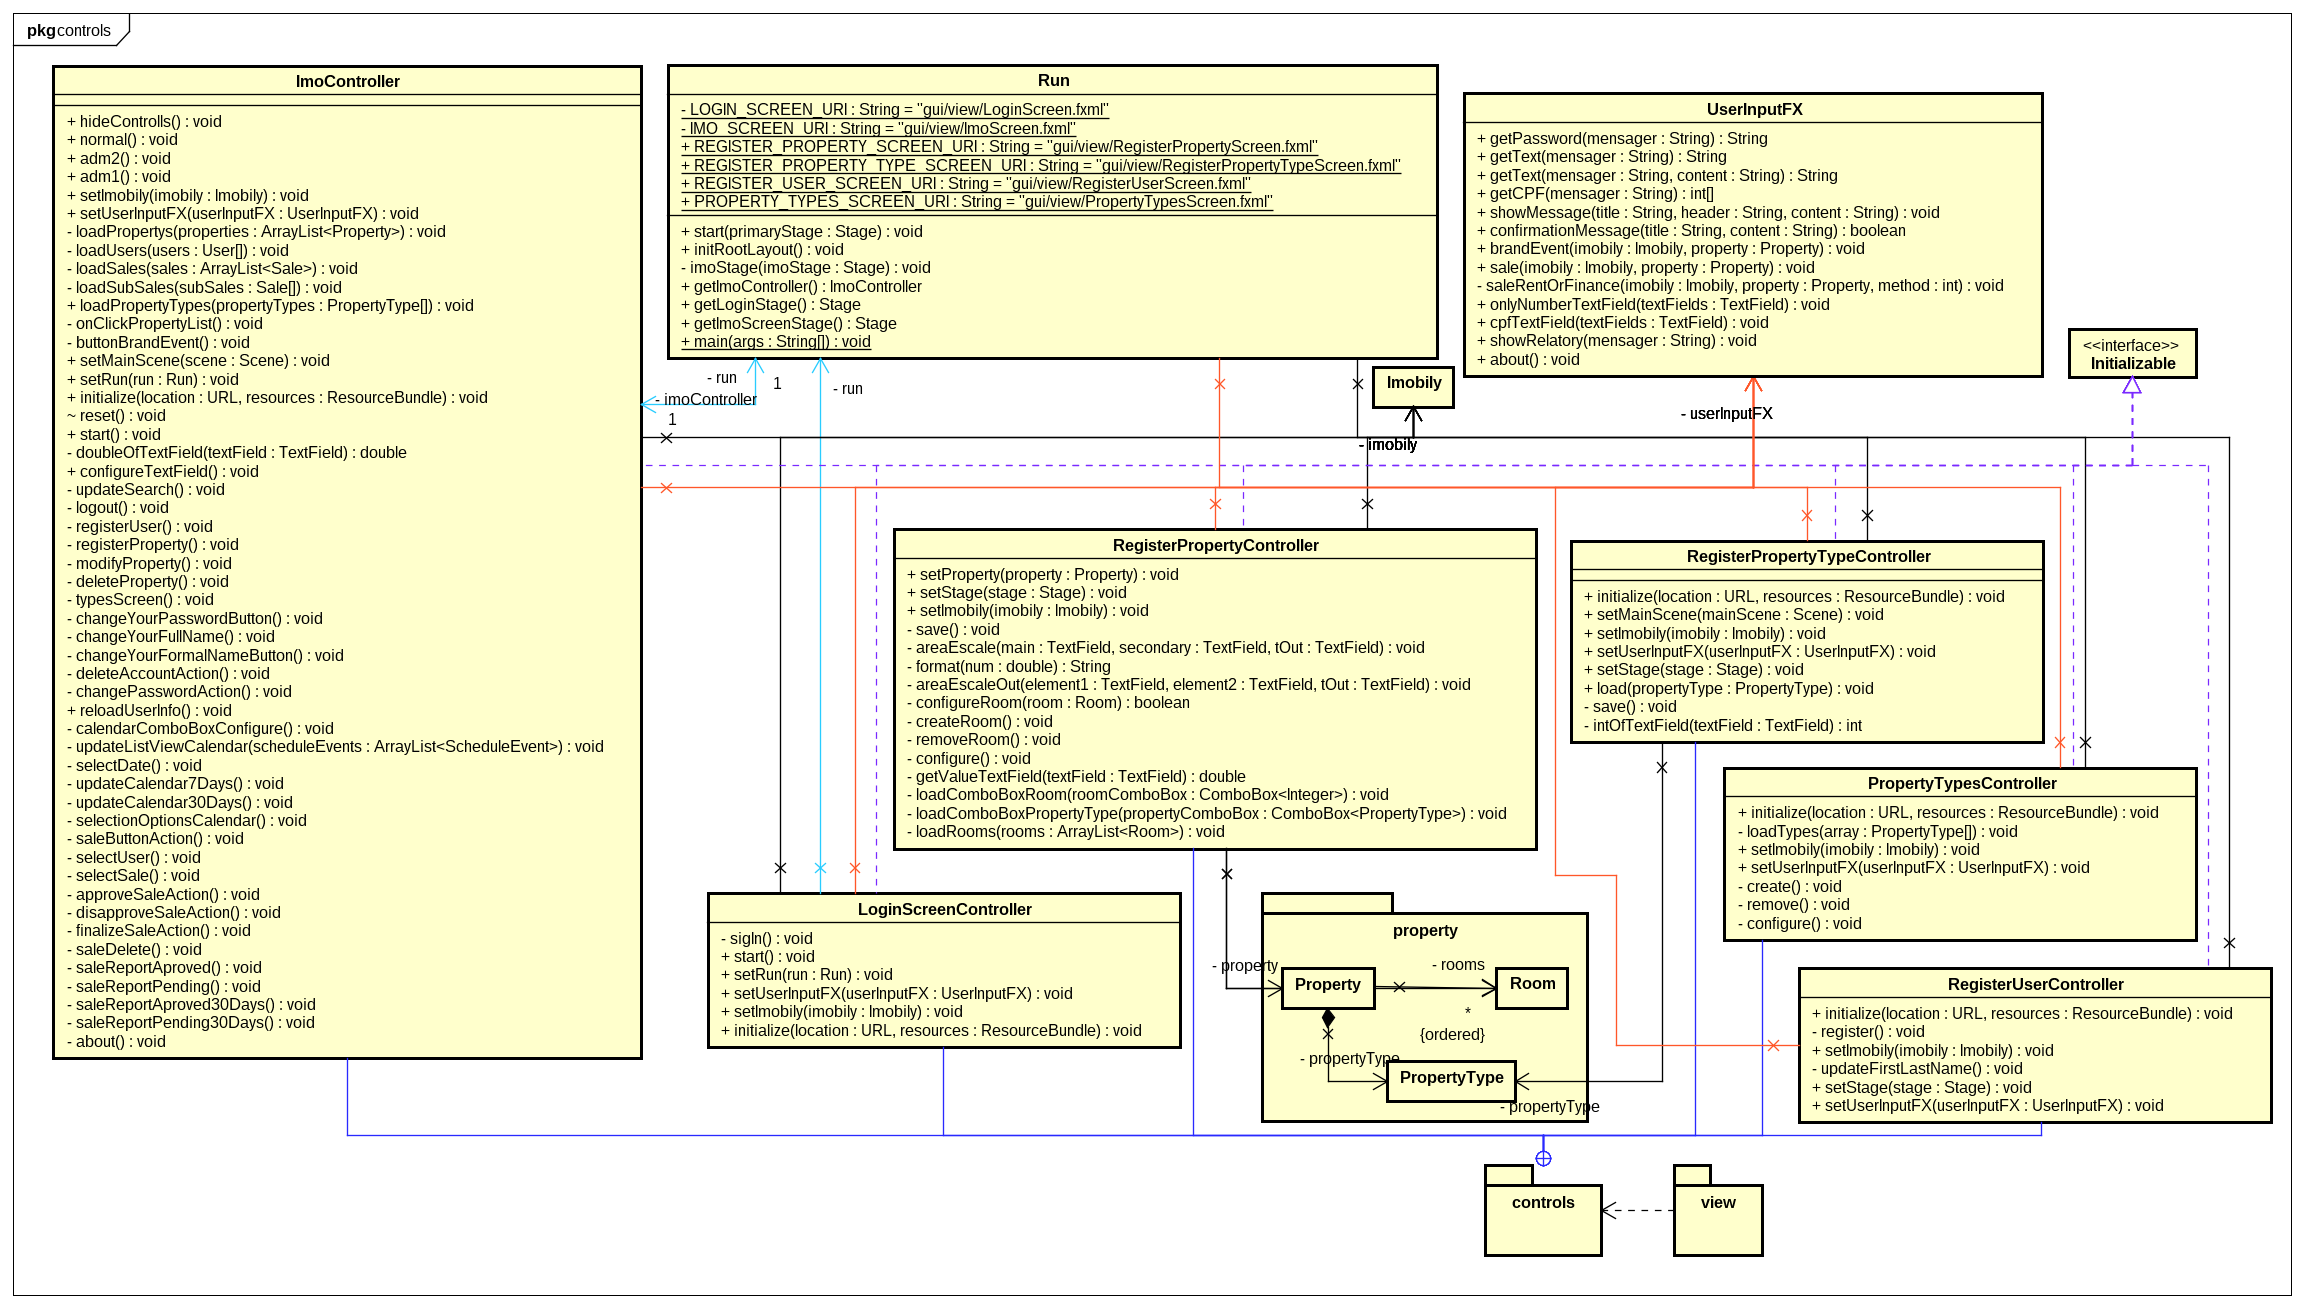 pkg controls
ImoController
+ hideControlls() : void
+ normal() : void
+ adm2() : void
+ adm1() : void
+ setImobily(imobily : Imobily) : void
+ setUserInputFX(userInputFX : UserInputFX) : void
- loadPropertys(properties : ArrayList<Property>) : void
- loadUsers(users : User[]) : void
- loadSales(sales : ArrayList<Sale>) : void
- loadSubSales(subSales : Sale[]) : void
+ loadPropertyTypes(propertyTypes : PropertyType[]) : void
- onClickPropertyList() : void
- buttonBrandEvent() : void
+ setMainScene(scene : Scene) : void
+ setRun(run : Run) : void
+ initialize(location : URL, resources : ResourceBundle) : void
~ reset() : void
+ start() : void
- doubleOfTextField(textField : TextField) : double
+ configureTextField() : void
- updateSearch() : void
- logout() : void
- registerUser() : void
- registerProperty() : void
- modifyProperty() : void
- deleteProperty() : void
- typesScreen() : void
- changeYourPasswordButton() : void
- changeYourFullName() : void
- changeYourFormalNameButton() : void
- deleteAccountAction() : void
- changePasswordAction() : void
+ reloadUserInfo() : void
- calendarComboBoxConfigure() : void
- updateListViewCalendar(scheduleEvents : ArrayList<ScheduleEvent>) : void
- selectDate() : void
- updateCalendar7Days() : void
- updateCalendar30Days() : void
- selectionOptionsCalendar() : void
- saleButtonAction() : void
- selectUser() : void
- selectSale() : void
- approveSaleAction() : void
- disapproveSaleAction() : void
- finalizeSaleAction() : void
- saleDelete() : void
- saleReportAproved() : void
- saleReportPending() : void
- saleReportAproved30Days() : void
- saleReportPending30Days() : void
- about() : void
Run
- LOGIN_SCREEN_URI : String = "gui/view/LoginScreen.fxml"
- IMO_SCREEN_URI : String = "gui/view/ImoScreen.fxml"
+ REGISTER_PROPERTY_SCREEN_URI : String = "gui/view/RegisterPropertyScreen.fxml"
+ REGISTER_PROPERTY_TYPE_SCREEN_URI : String = "gui/view/RegisterPropertyTypeScreen.fxml"
+ REGISTER_USER_SCREEN_URI : String = "gui/view/RegisterUserScreen.fxml"
+ PROPERTY_TYPES_SCREEN_URI : String = "gui/view/PropertyTypesScreen.fxml"
+ start(primaryStage : Stage) : void
+ initRootLayout() : void
- imoStage(imoStage : Stage) : void
+ getImoController() : ImoController
+ getLoginStage() : Stage
+ getImoScreenStage() : Stage
+ main(args : String[]) : void
UserInputFX
+ getPassword(mensager : String) : String
+ getText(mensager : String) : String
+ getText(mensager : String, content : String) : String
+ getCPF(mensager : String) : int[]
+ showMessage(title : String, header : String, content : String) : void
+ confirmationMessage(title : String, content : String) : boolean
+ brandEvent(imobily : Imobily, property : Property) : void
+ sale(imobily : Imobily, property : Property) : void
- saleRentOrFinance(imobily : Imobily, property : Property, method : int) : void
+ onlyNumberTextField(textFields : TextField) : void
+ cpfTextField(textFields : TextField) : void
+ showRelatory(mensager : String) : void
+ about() : void
<<interface>>
Initializable
- run
1
- run
- imoController
1
Imobily
- imobily
- userInputFX
RegisterPropertyController
+ setProperty(property : Property) : void
+ setStage(stage : Stage) : void
+ setImobily(imobily : Imobily) : void
- save() : void
- areaEscale(main : TextField, secondary : TextField, tOut : TextField) : void
- format(num : double) : String
- areaEscaleOut(element1 : TextField, element2 : TextField, tOut : TextField) : void
- configureRoom(room : Room) : boolean
- createRoom() : void
- removeRoom() : void
- configure() : void
- getValueTextField(textField : TextField) : double
- loadComboBoxRoom(roomComboBox : ComboBox<Integer>) : void
- loadComboBoxPropertyType(propertyComboBox : ComboBox<PropertyType>) : void
- loadRooms(rooms : ArrayList<Room>) : void
RegisterPropertyTypeController
+ initialize(location : URL, resources : ResourceBundle) : void
+ setMainScene(mainScene : Scene) : void
+ setImobily(imobily : Imobily) : void
+ setUserInputFX(userInputFX : UserInputFX) : void
+ setStage(stage : Stage) : void
+ load(propertyType : PropertyType) : void
- save() : void
- intOfTextField(textField : TextField) : int
PropertyTypesController
+ initialize(location : URL, resources : ResourceBundle) : void
- loadTypes(array : PropertyType[]) : void
+ setImobily(imobily : Imobily) : void
+ setUserInputFX(userInputFX : UserInputFX) : void
- create() : void
- remove() : void
- configure() : void
LoginScreenController
- sigIn() : void
+ start() : void
+ setRun(run : Run) : void
+ setUserInputFX(userInputFX : UserInputFX) : void
+ setImobily(imobily : Imobily) : void
+ initialize(location : URL, resources : ResourceBundle) : void
property
- property
Property
- rooms
Room
*
{ordered}
- propertyType
PropertyType
- propertyType
RegisterUserController
+ initialize(location : URL, resources : ResourceBundle) : void
- register() : void
+ setImobily(imobily : Imobily) : void
- updateFirstLastName() : void
+ setStage(stage : Stage) : void
+ setUserInputFX(userInputFX : UserInputFX) : void
controls
view